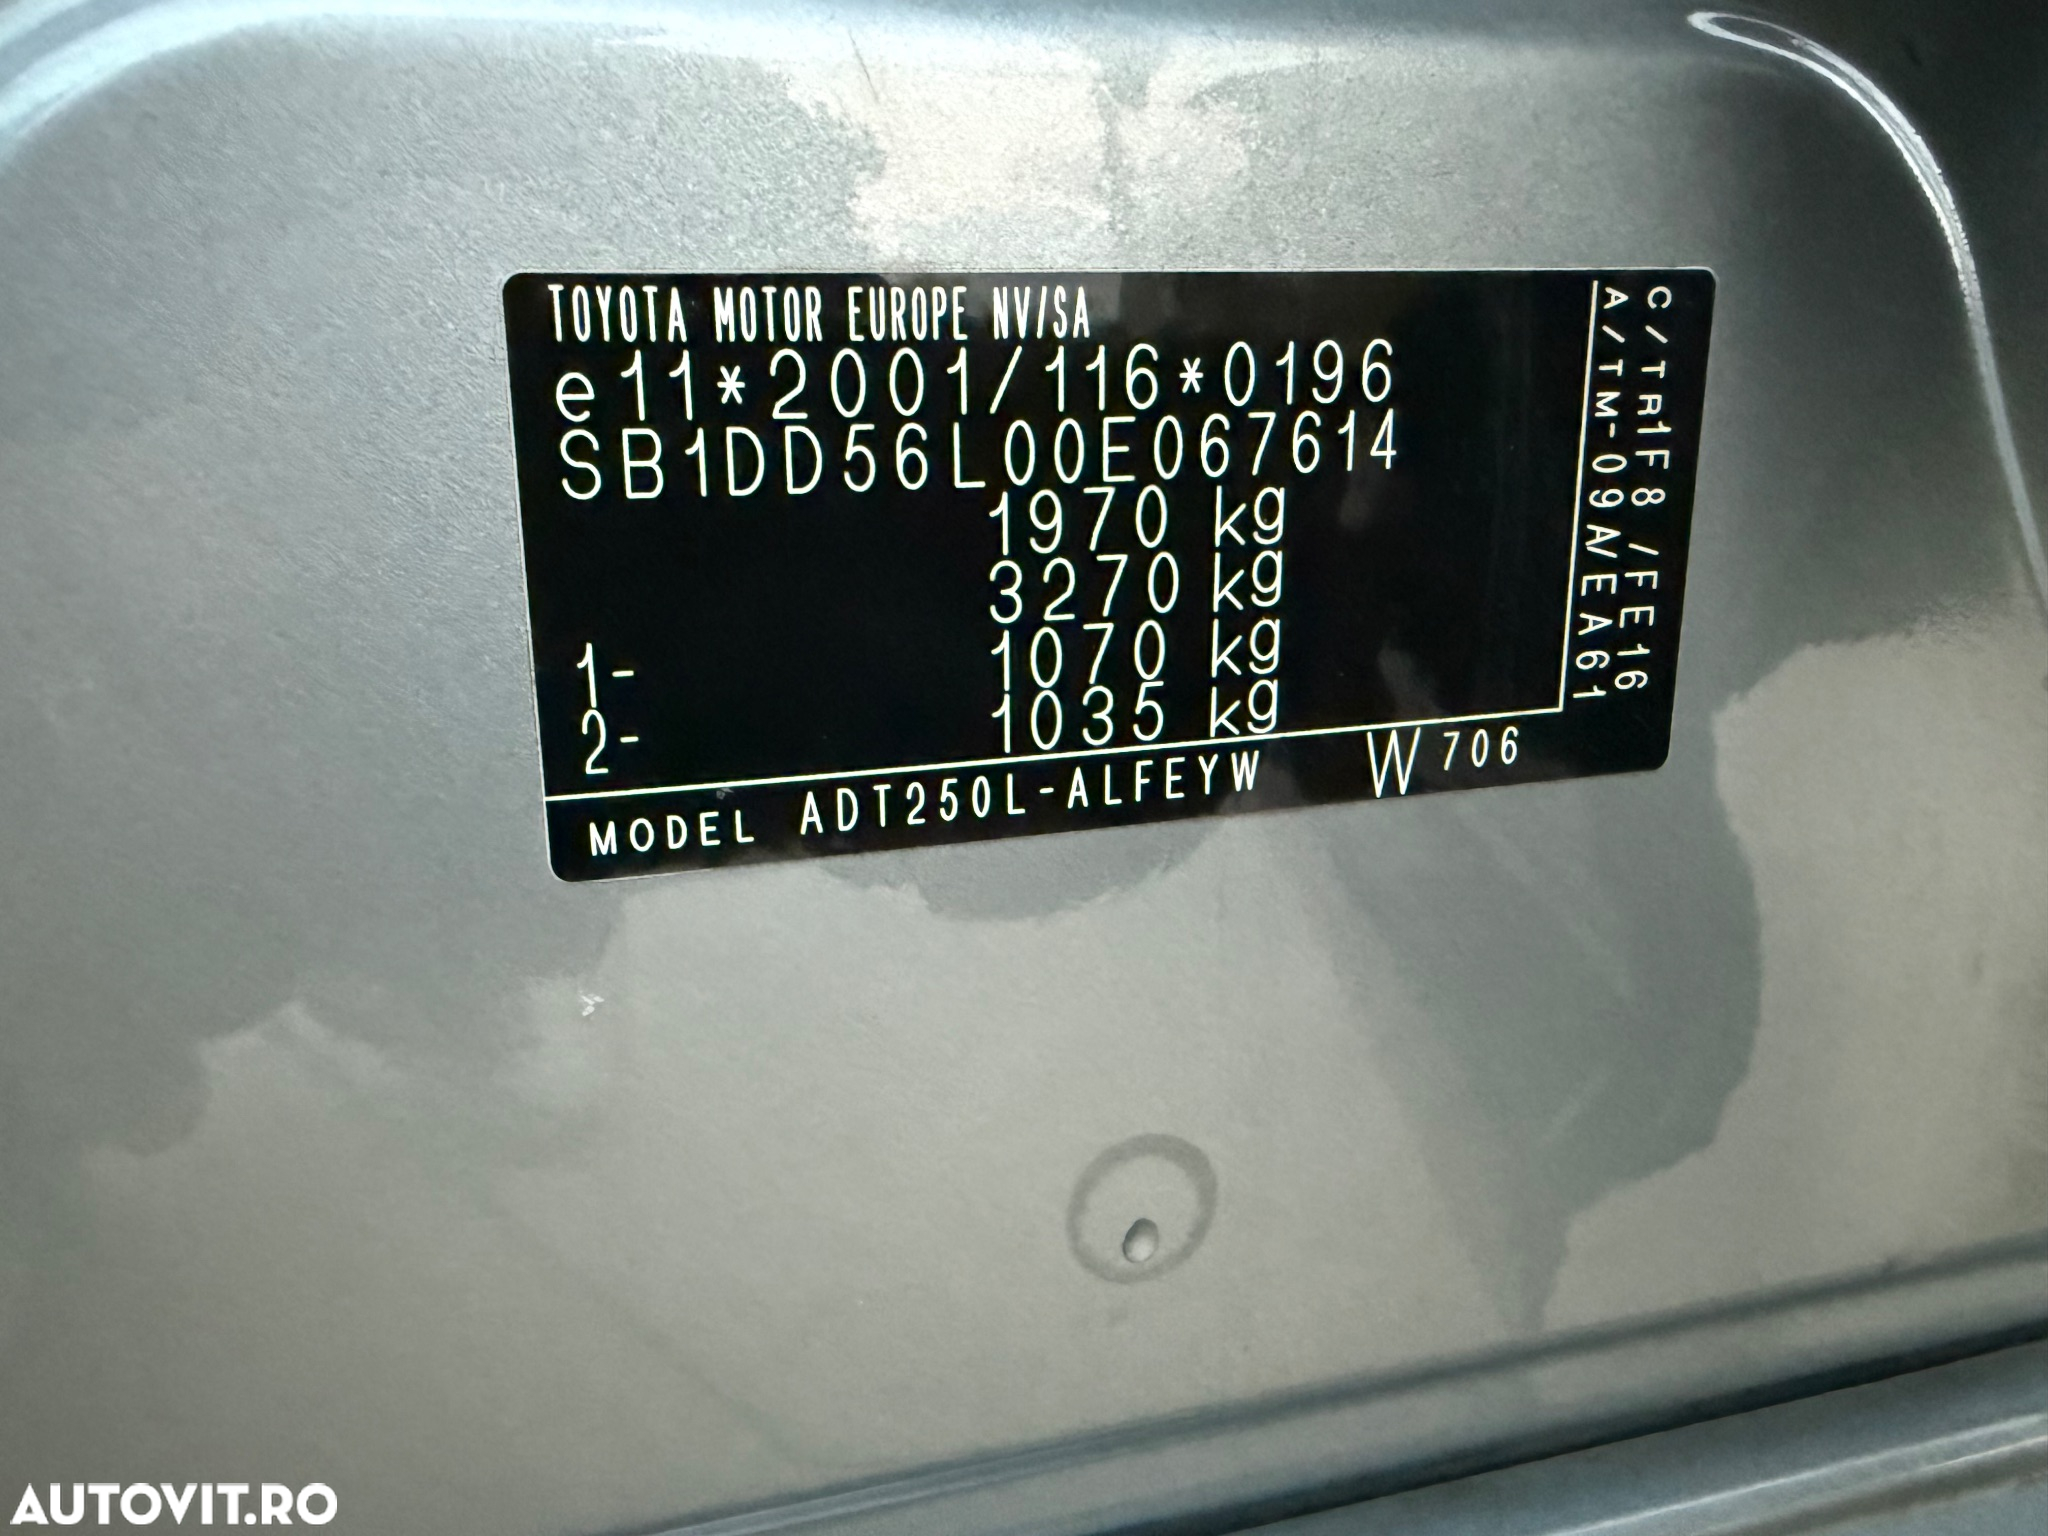 TOYOTA MOTOR EUROPE NV/SA
e11*2001/116*0196
SB1DD56L00E067614
1970 kg
3270 kg
1- 1070 kg
2- 1035 kg
MODEL ADT250L-ALFEYW W706
C/TR1F8 /FE16
A/TM-09A/EA61
AUTOVIT.RO